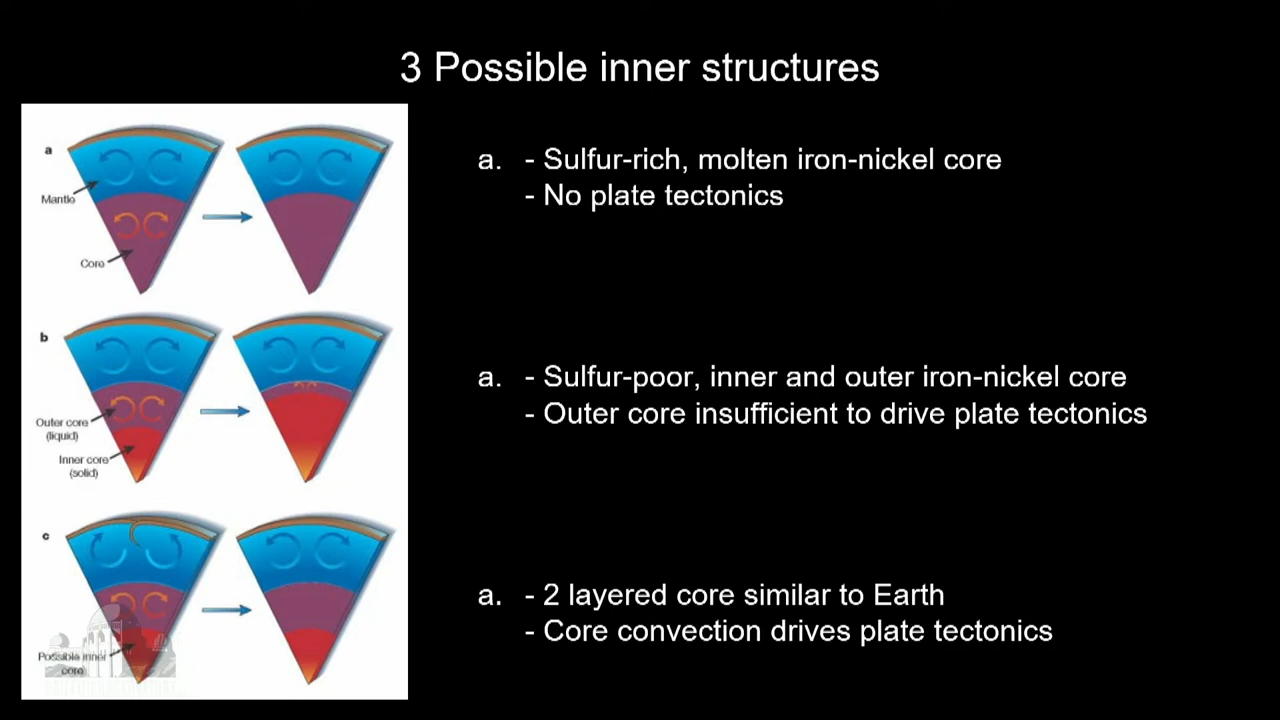 3 Possible inner structures
a
Mantle
Core
a. - Sulfur-rich, molten iron-nickel core
- No plate tectonics
b
Outer core
(liquid)
Inner core
(solid)
a. - Sulfur-poor, inner and outer iron-nickel core
- Outer core insufficient to drive plate tectonics
c
Possible inner
core
a. - 2 layered core similar to Earth
- Core convection drives plate tectonics